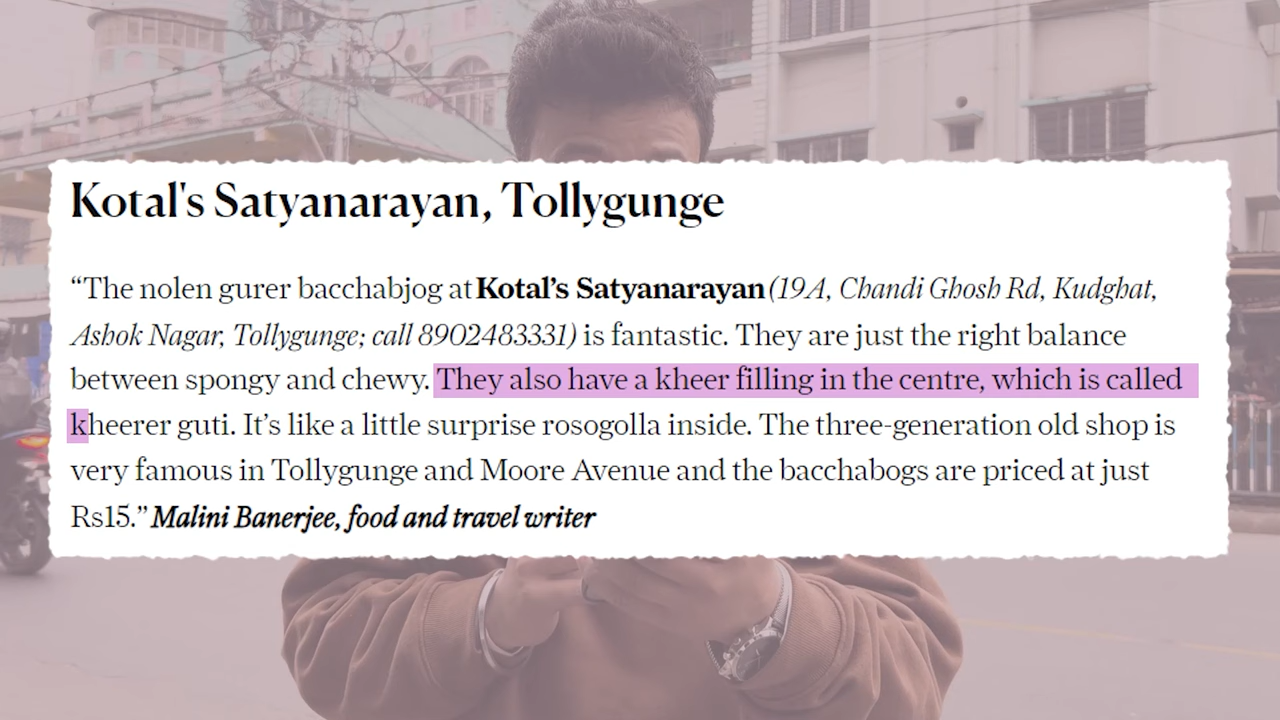 Kotal's Satyanarayan, Tollygunge
“The nolen gurer bacchabjog at Kotal’s Satyanarayan (19A, Chandi Ghosh Rd, Kudghat,
Ashok Nagar, Tollygunge; call 8902483331) is fantastic. They are just the right balance
between spongy and chewy. They also have a kheer filling in the centre, which is called
kheerer guti. It’s like a little surprise rosogolla inside. The three-generation old shop is
very famous in Tollygunge and Moore Avenue and the bacchabogs are priced at just
Rs15.” Malini Banerjee, food and travel writer